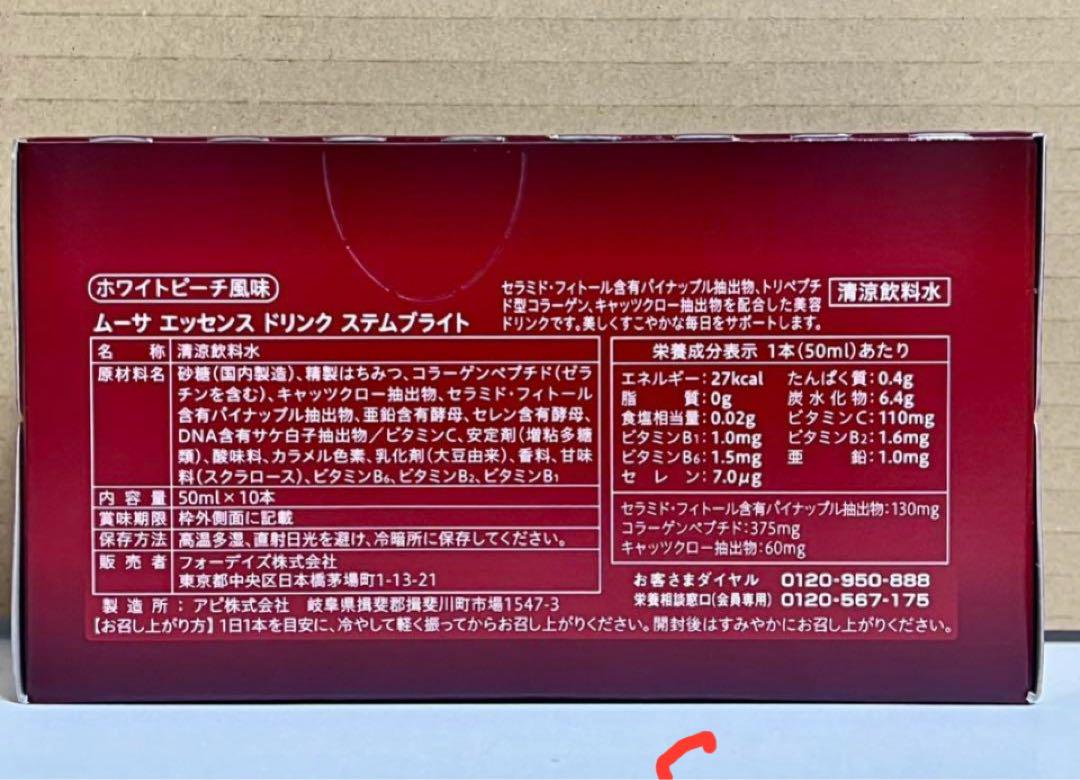 ホワイトピーチ風味
ムーサ エッセンス ドリンク ステムブライト
セラミド・フィトール含有パイナップル抽出物、トリペプチ
ド型コラーゲン、キャッツクロー抽出物を配合した美容
ドリンクです。美しくすこやかな毎日をサポートします。
清涼飲料水
名 称 清涼飲料水
原材料名 砂糖(国内製造)、精製はちみつ、コラーゲンペプチド(ゼラ
チンを含む)、キャッツクロー抽出物、セラミド・フィトール
含有パイナップル抽出物、亜鉛含有酵母、セレン含有酵母、
DNA含有サケ白子抽出物/ビタミンC、安定剤(増粘多糖
類)、酸味料、カラメル色素、乳化剤(大豆由来)、香料、甘味
料(スクラロース)、ビタミンB6、ビタミンB2、ビタミンB1
内容量 50ml×10本
賞味期限 枠外側面に記載
保存方法 高温多湿、直射日光を避け、冷暗所に保存してください。
販売者 フォーデイズ株式会社
東京都中央区日本橋茅場町1-13-21
製造所:アピ株式会社 岐阜県揖斐郡揖斐川町市場1547-3
【お召し上がり方】1日1本を目安に、冷やして軽く振ってからお召し上がりください。開封後はすみやかにお召し上がりください。
栄養成分表示 1本(50ml)あたり
エネルギー:27kcal たんぱく質:0.4g
脂 質:0g 炭水化物:6.4g
食塩相当量:0.02g ビタミンC:110mg
ビタミンB1:1.0mg ビタミンB2:1.6mg
ビタミンB6:1.5mg 亜 鉛:1.0mg
セレン:7.0μg
セラミド・フィトール含有パイナップル抽出物:130mg
コラーゲンペプチド:375mg
キャッツクロー抽出物:60mg
お客さまダイヤル 0120-950-888
栄養相談窓口(会員専用) 0120-567-175